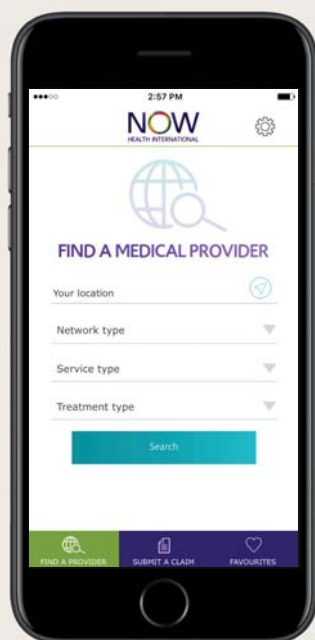 2:57 PM
NOW
HEALTH INTERNATIONAL
FIND A MEDICAL PROVIDER
Your location
Network type
Service type
Treatment type
Search
FIND A PROVIDER
SUBMIT A CLAIM
FAVOURITES